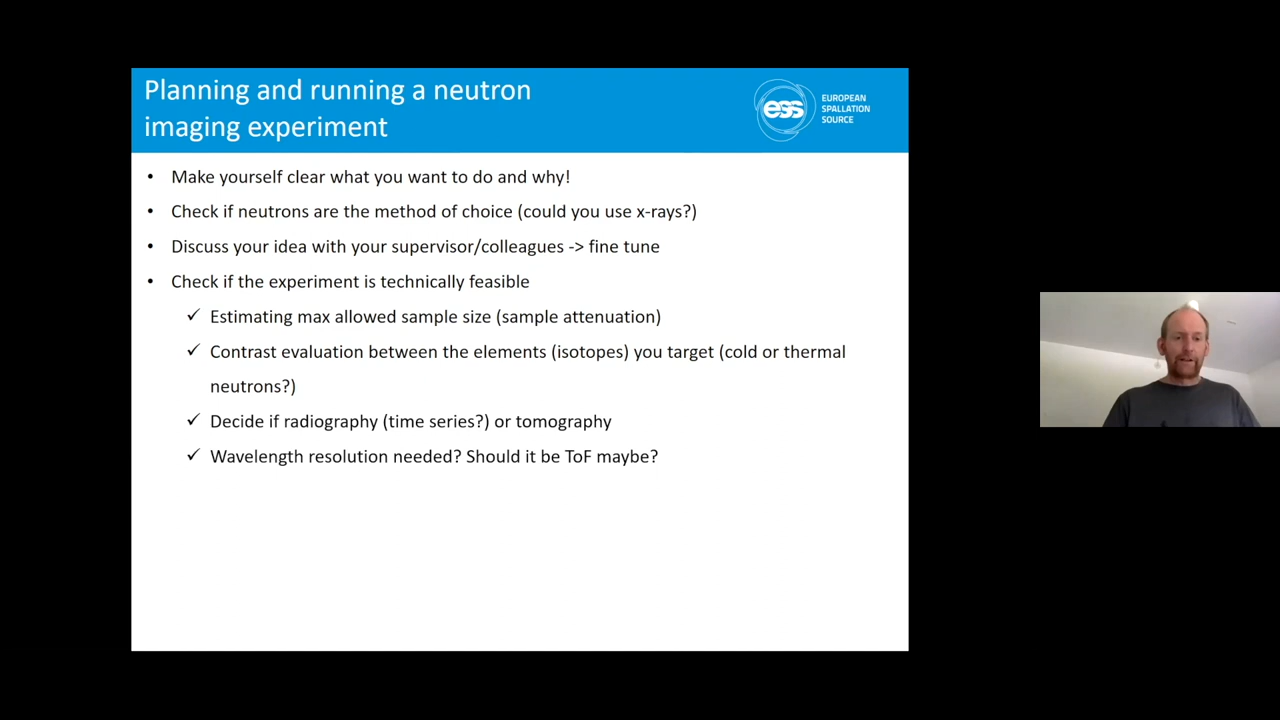 Planning and running a neutron
imaging experiment
ess
EUROPEAN
SPALLATION
SOURCE
• Make yourself clear what you want to do and why!
• Check if neutrons are the method of choice (could you use x-rays?)
• Discuss your idea with your supervisor/colleagues -> fine tune
• Check if the experiment is technically feasible
✓ Estimating max allowed sample size (sample attenuation)
✓ Contrast evaluation between the elements (isotopes) you target (cold or thermal
neutrons?)
✓ Decide if radiography (time series?) or tomography
✓ Wavelength resolution needed? Should it be ToF maybe?